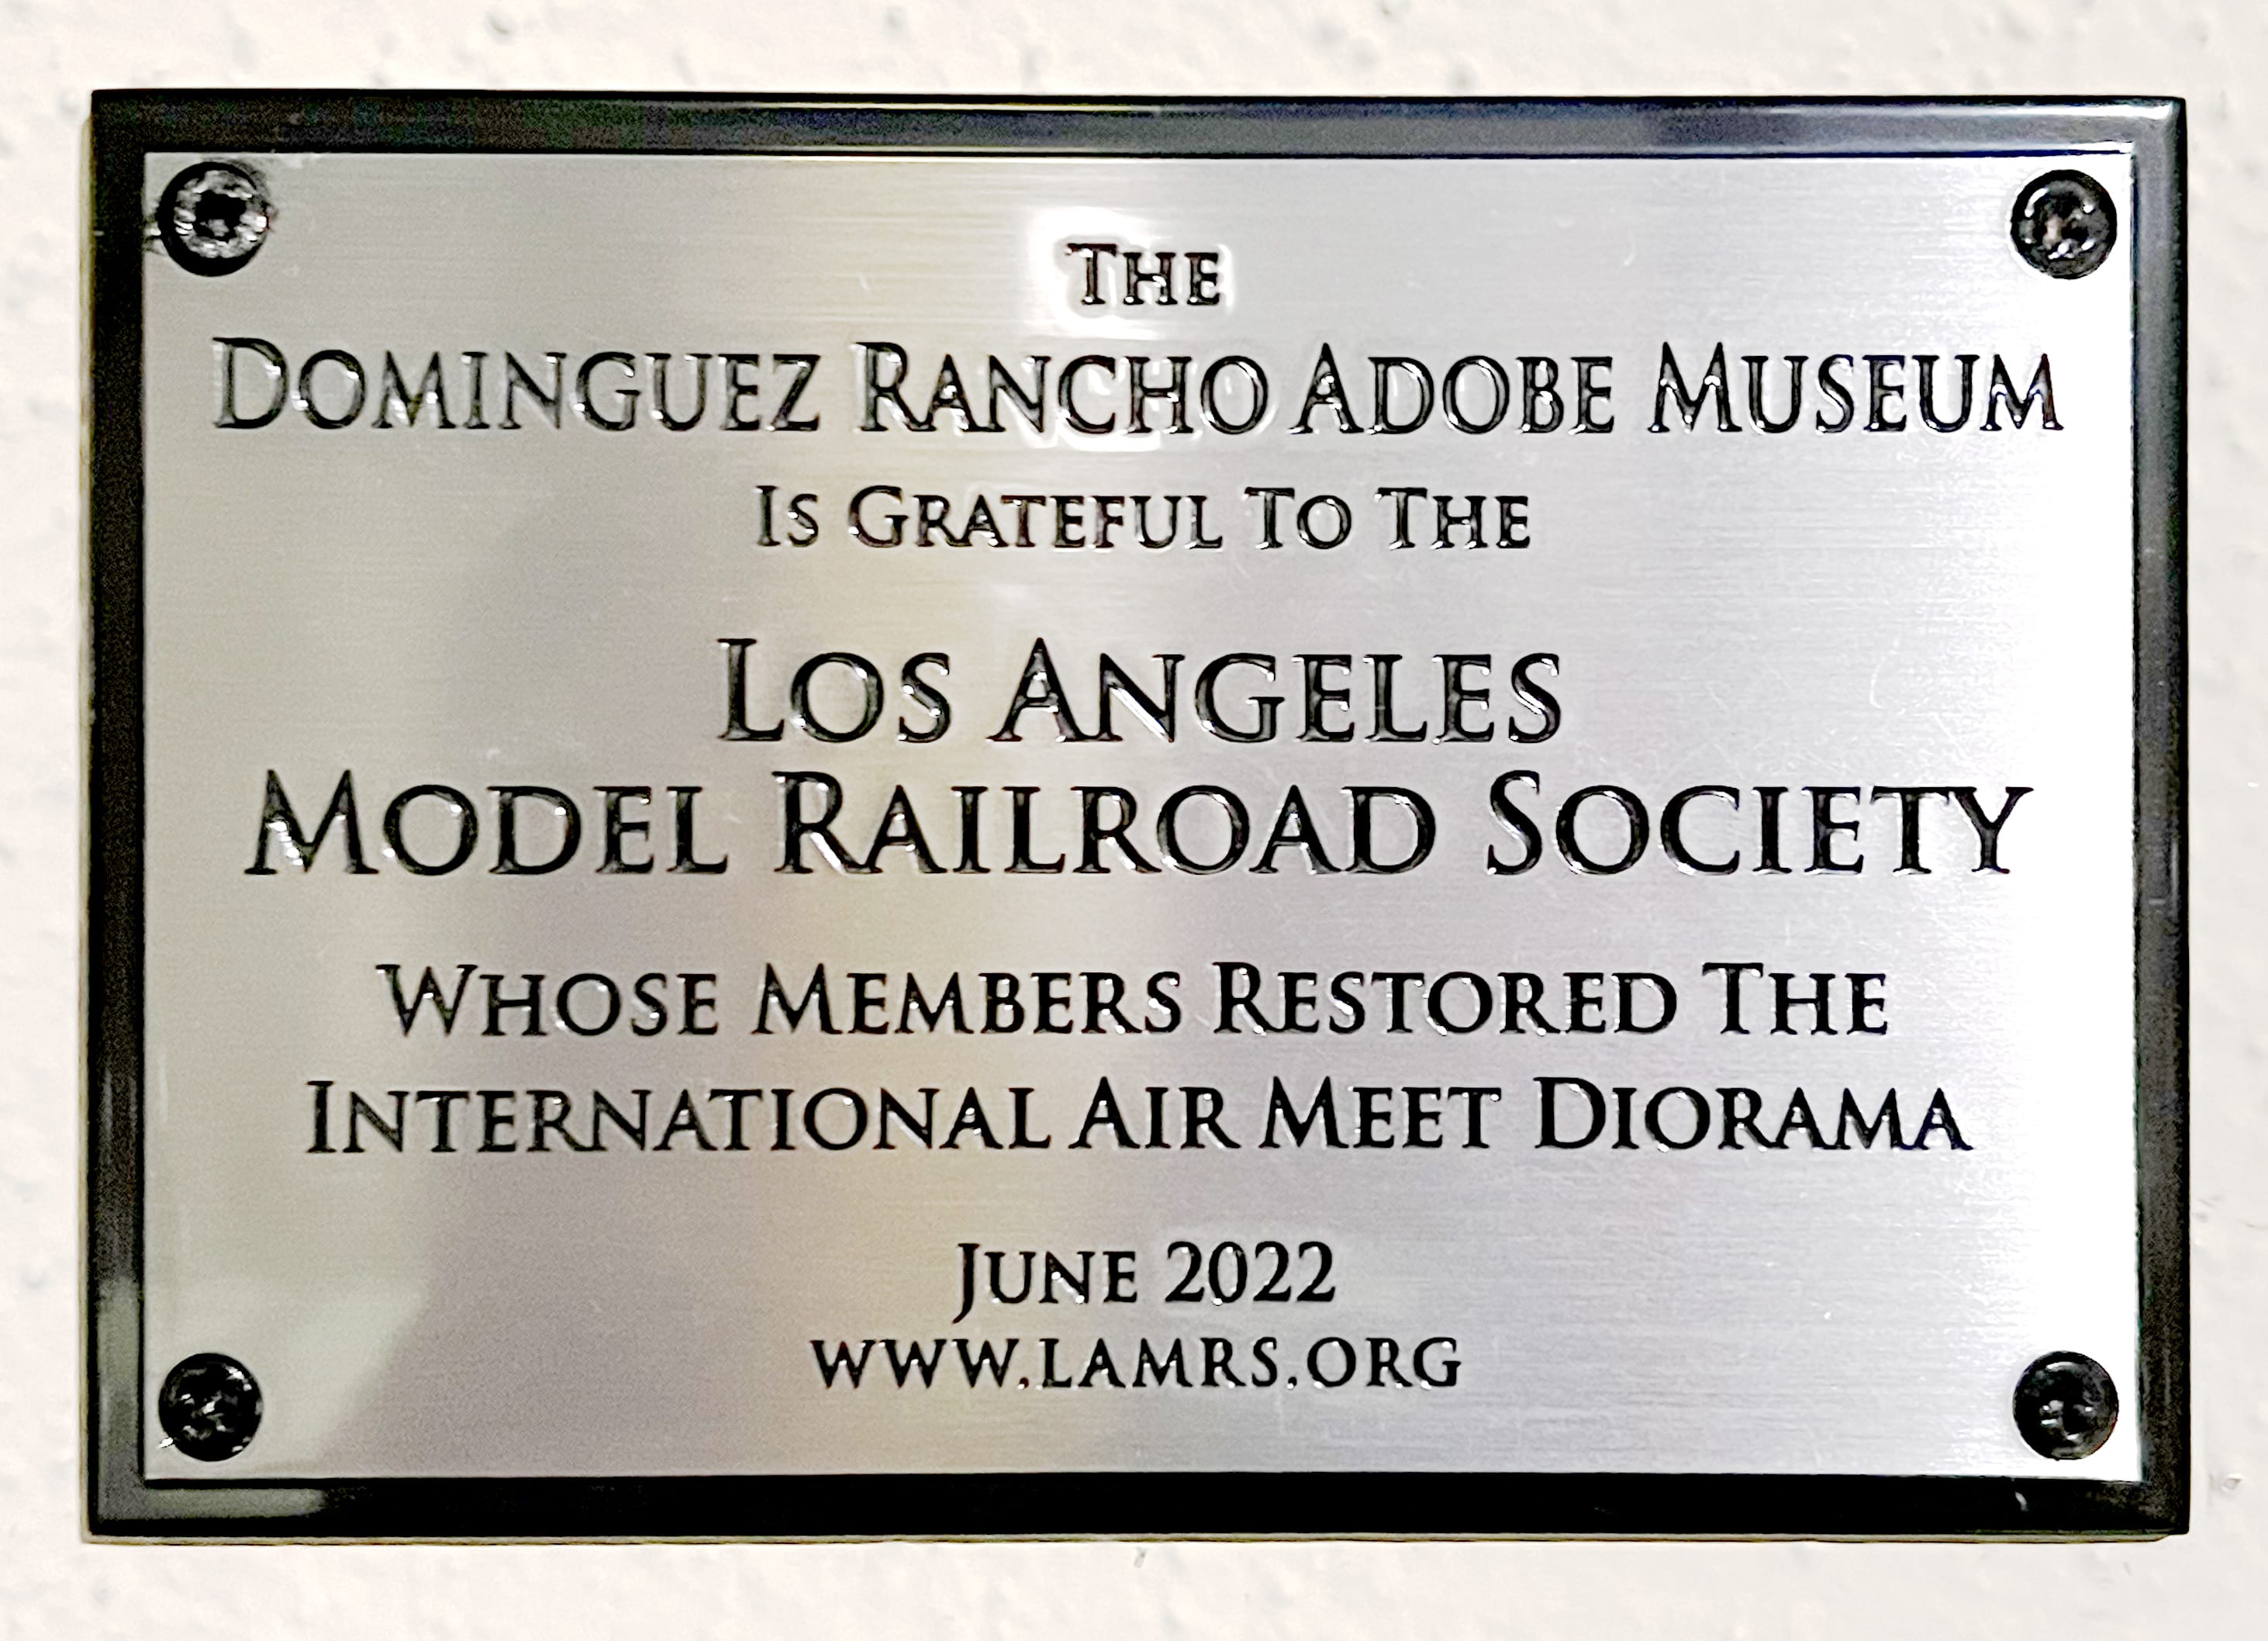 The
Dominguez Rancho Adobe Museum
Is Grateful To The
Los Angeles
Model Railroad Society
Whose Members Restored The
International Air Meet Diorama
June 2022
www.lamrs.org